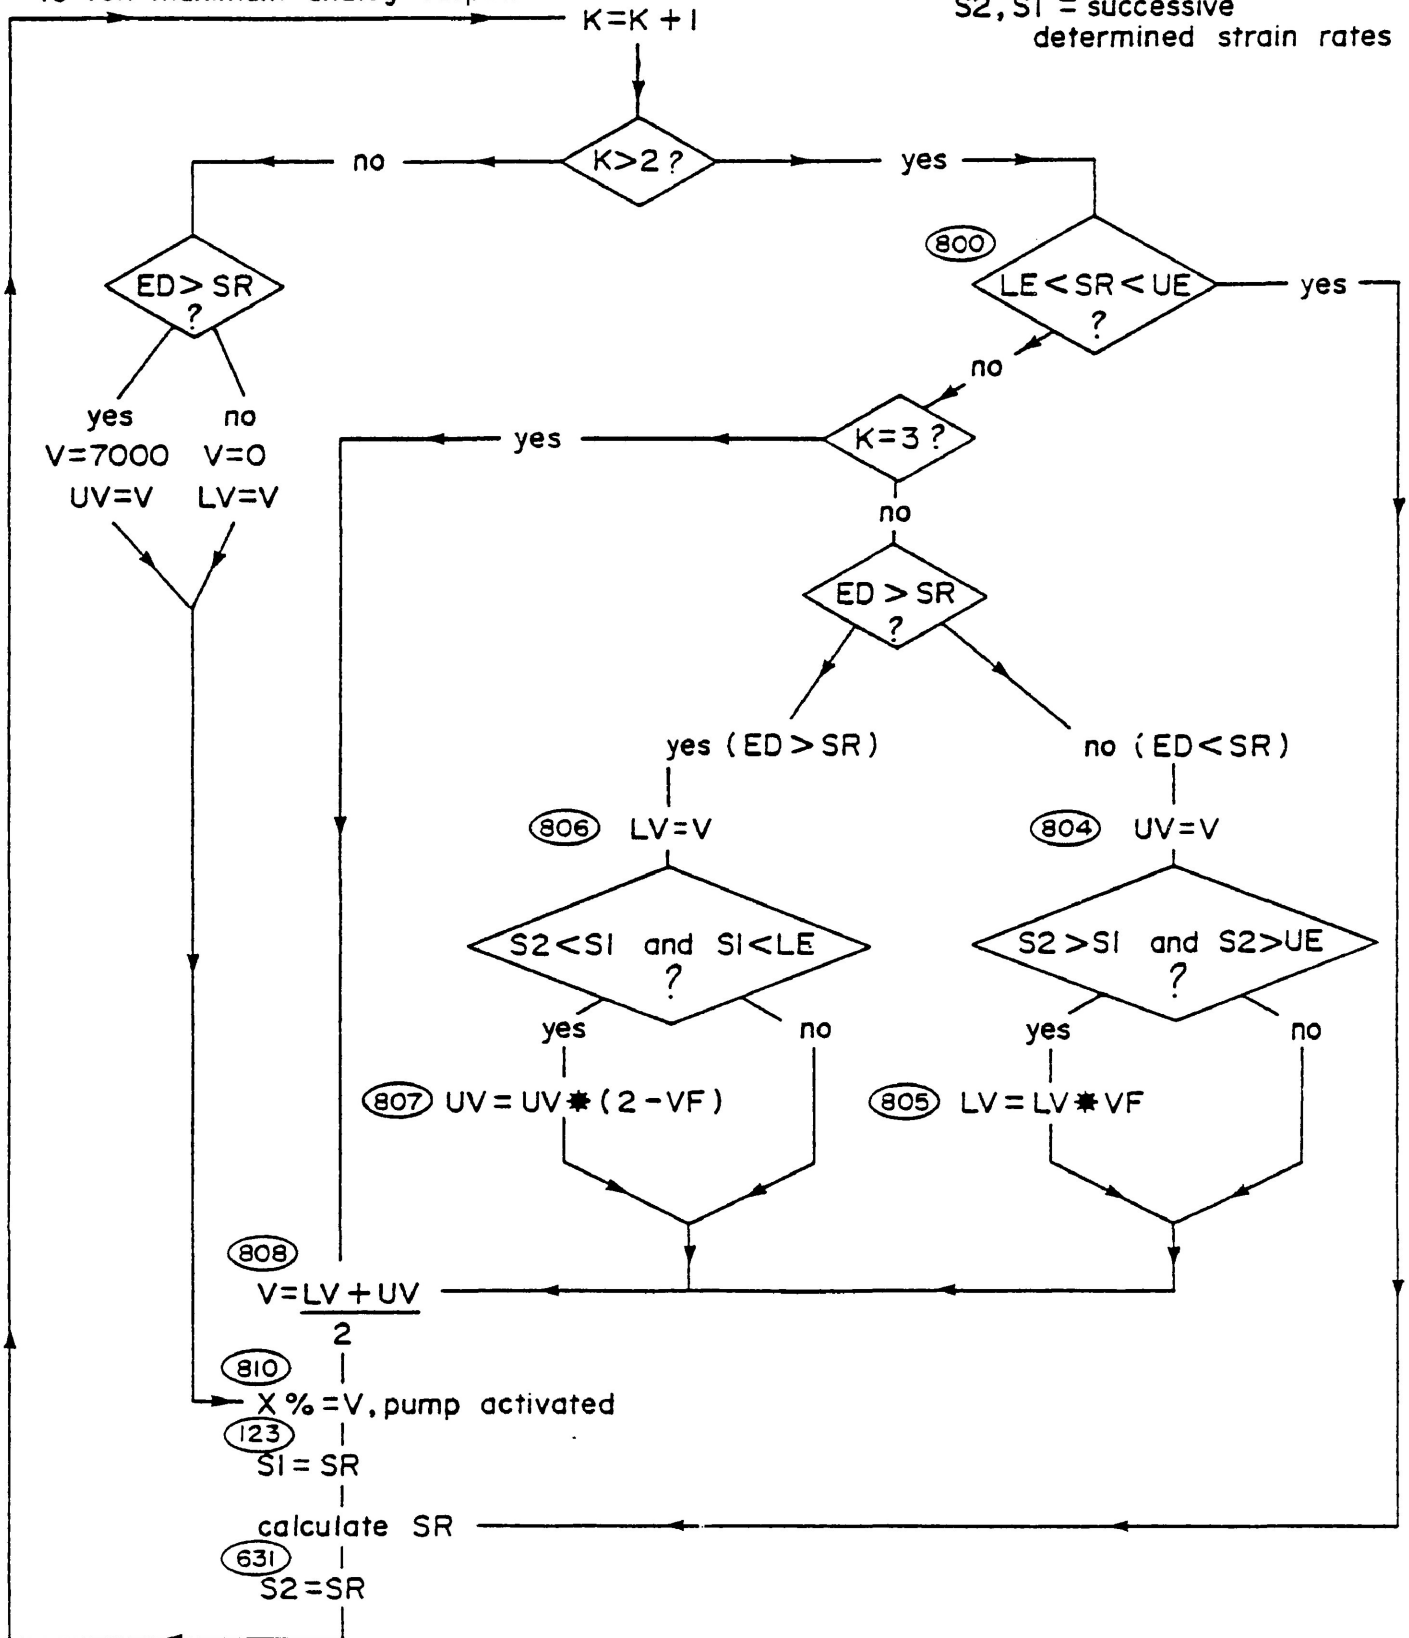 K=K+1
S2, S1 = successive
determined strain rates
no
K>2?
yes
800
ED>SR
?
LE<SR<UE
?
yes
no
yes
no
V=7000
V=0
UV=V
LV=V
yes
K=3?
no
ED>SR
?
yes (ED>SR)
no (ED<SR)
806
LV=V
804
UV=V
S2<S1 and S1<LE
?
S2>S1 and S2>UE
?
yes
no
yes
no
807
UV=UV*(2-VF)
805
LV=LV*VF
808
V=LV+UV
2
810
X%=V, pump activated
123
S1=SR
calculate SR
631
S2=SR